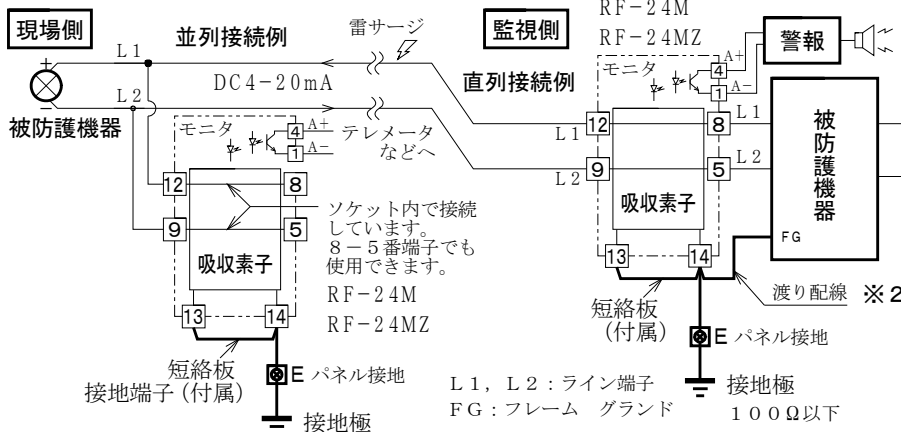 現場側
並列接続例
雷サージ
監視側
RF-24M
RF-24MZ
警報
L1
DC4-20mA
直列接続例
モニタ
4
A+
1
A-
+
-
L2
被防護機器
モニタ
4
A+
1
A-
テレメータ
などへ
12
L1
8
L1
9
L2
5
L2
吸収素子
被防護機器
FG
12
8
9
5
吸収素子
ソケット内で接続
しています。
8-5番端子でも
使用できます。
RF-24M
RF-24MZ
13
14
13
14
短絡板
(付属)
渡り配線 ※2
E パネル接地
短絡板
接地端子(付属)
E パネル接地
接地極
L1, L2:ライン端子
FG:フレーム グランド
接地極
100Ω以下